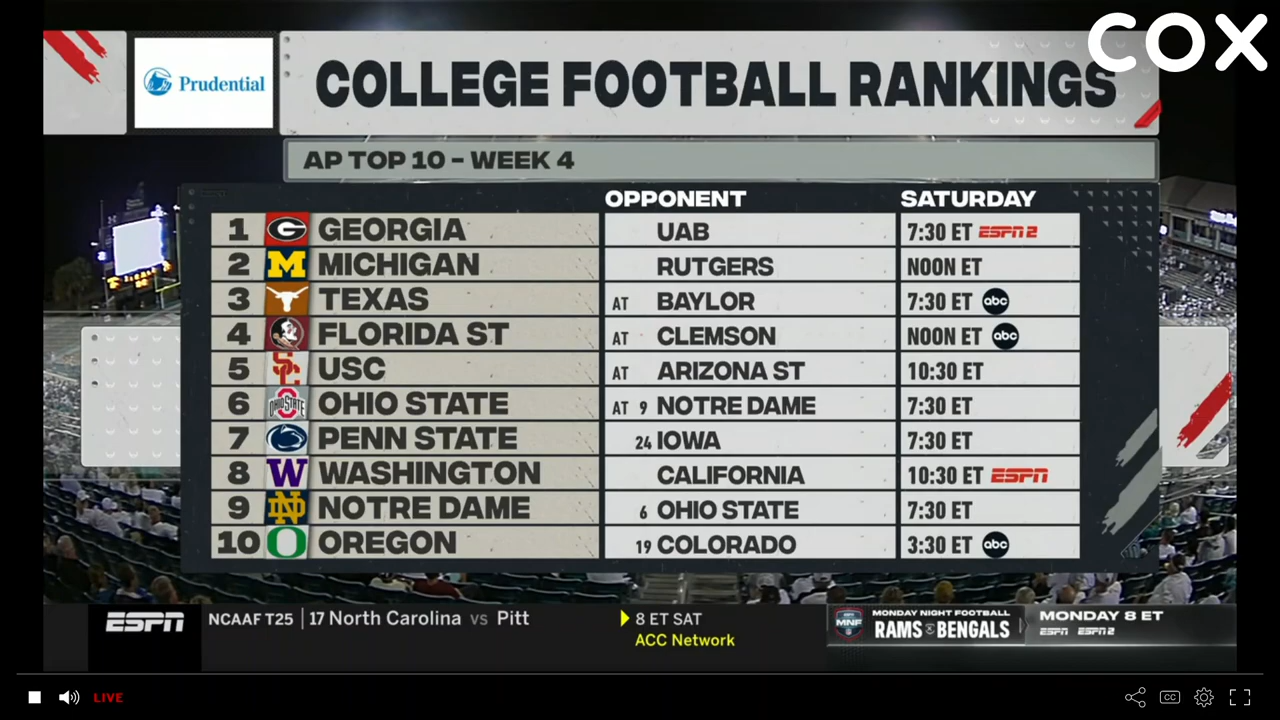 COX
Prudential
COLLEGE FOOTBALL RANKINGS
AP TOP 10 - WEEK 4
OPPONENT SATURDAY
1 GEORGIA UAB 7:30 ET ESPN2
2 MICHIGAN RUTGERS NOON ET
3 TEXAS AT BAYLOR 7:30 ET abc
4 FLORIDA ST AT CLEMSON NOON ET abc
5 USC AT ARIZONA ST 10:30 ET
6 OHIO STATE AT 9 NOTRE DAME 7:30 ET
7 PENN STATE 24 IOWA 7:30 ET
8 WASHINGTON CALIFORNIA 10:30 ET ESPN
9 NOTRE DAME 6 OHIO STATE 7:30 ET
10 OREGON 19 COLORADO 3:30 ET abc
ESPN NCAAF T25 17 North Carolina vs Pitt 8 ET SAT
ACC Network
MNF MONDAY NIGHT FOOTBALL
RAMS BENGALS
MONDAY 8 ET
ESPN ESPN2
LIVE CC